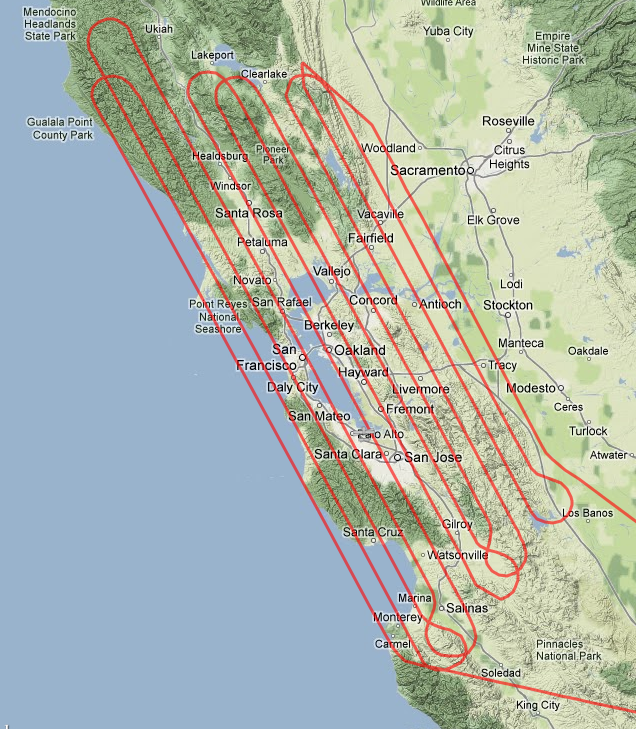 Wildlife Area
Mendocino
Headlands
State Park
Ukiah
Yuba City
Empire
Mine State
Historic Park
Lakeport
Clearlake
Gualala Point
County Park
Roseville
Citrus
Heights
Woodland
Pioneer
Park
Healdsburg
Sacramento
Windsor
Santa Rosa
Vacaville
Elk Grove
Petaluma
Fairfield
Vallejo
Novato
Lodi
Point Reyes
National
Seashore
San Rafael
Concord
Antioch
Stockton
Berkeley
San
Francisco
Oakland
Manteca
Oakdale
Tracy
Hayward
Livermore
Daly City
Modesto
Ceres
San Mateo
Fremont
Turlock
Palo Alto
Santa Clara
San Jose
Atwater
Los Banos
Gilroy
Santa Cruz
Watsonville
Marina
Salinas
Monterey
Carmel
Pinnacles
National Park
Soledad
King City